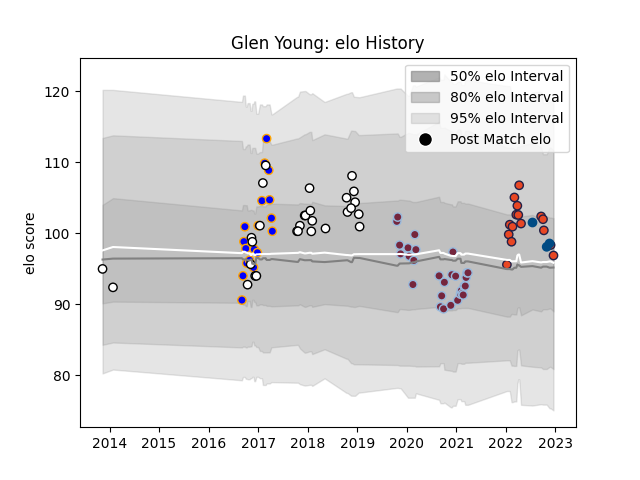 Glen Young: elo History
50% elo Interval
80% elo Interval
95% elo Interval
Post Match elo
elo score
120
110
100
90
80
2014 2015 2016 2017 2018 2019 2020 2021 2022 2023